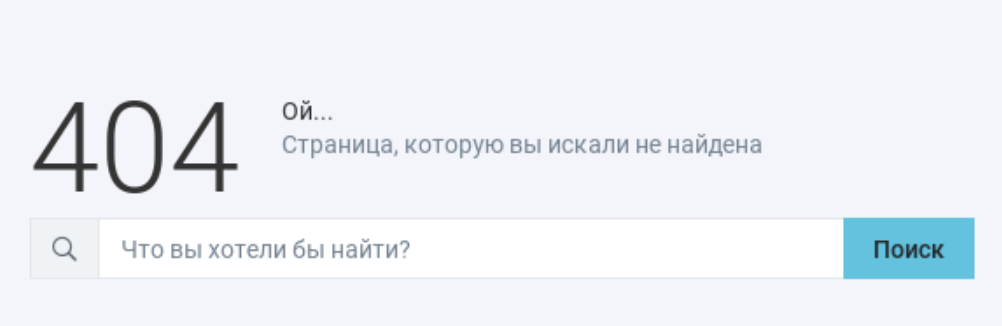 404
Ой...
Страница, которую вы искали не найдена
Что вы хотели бы найти?
Поиск